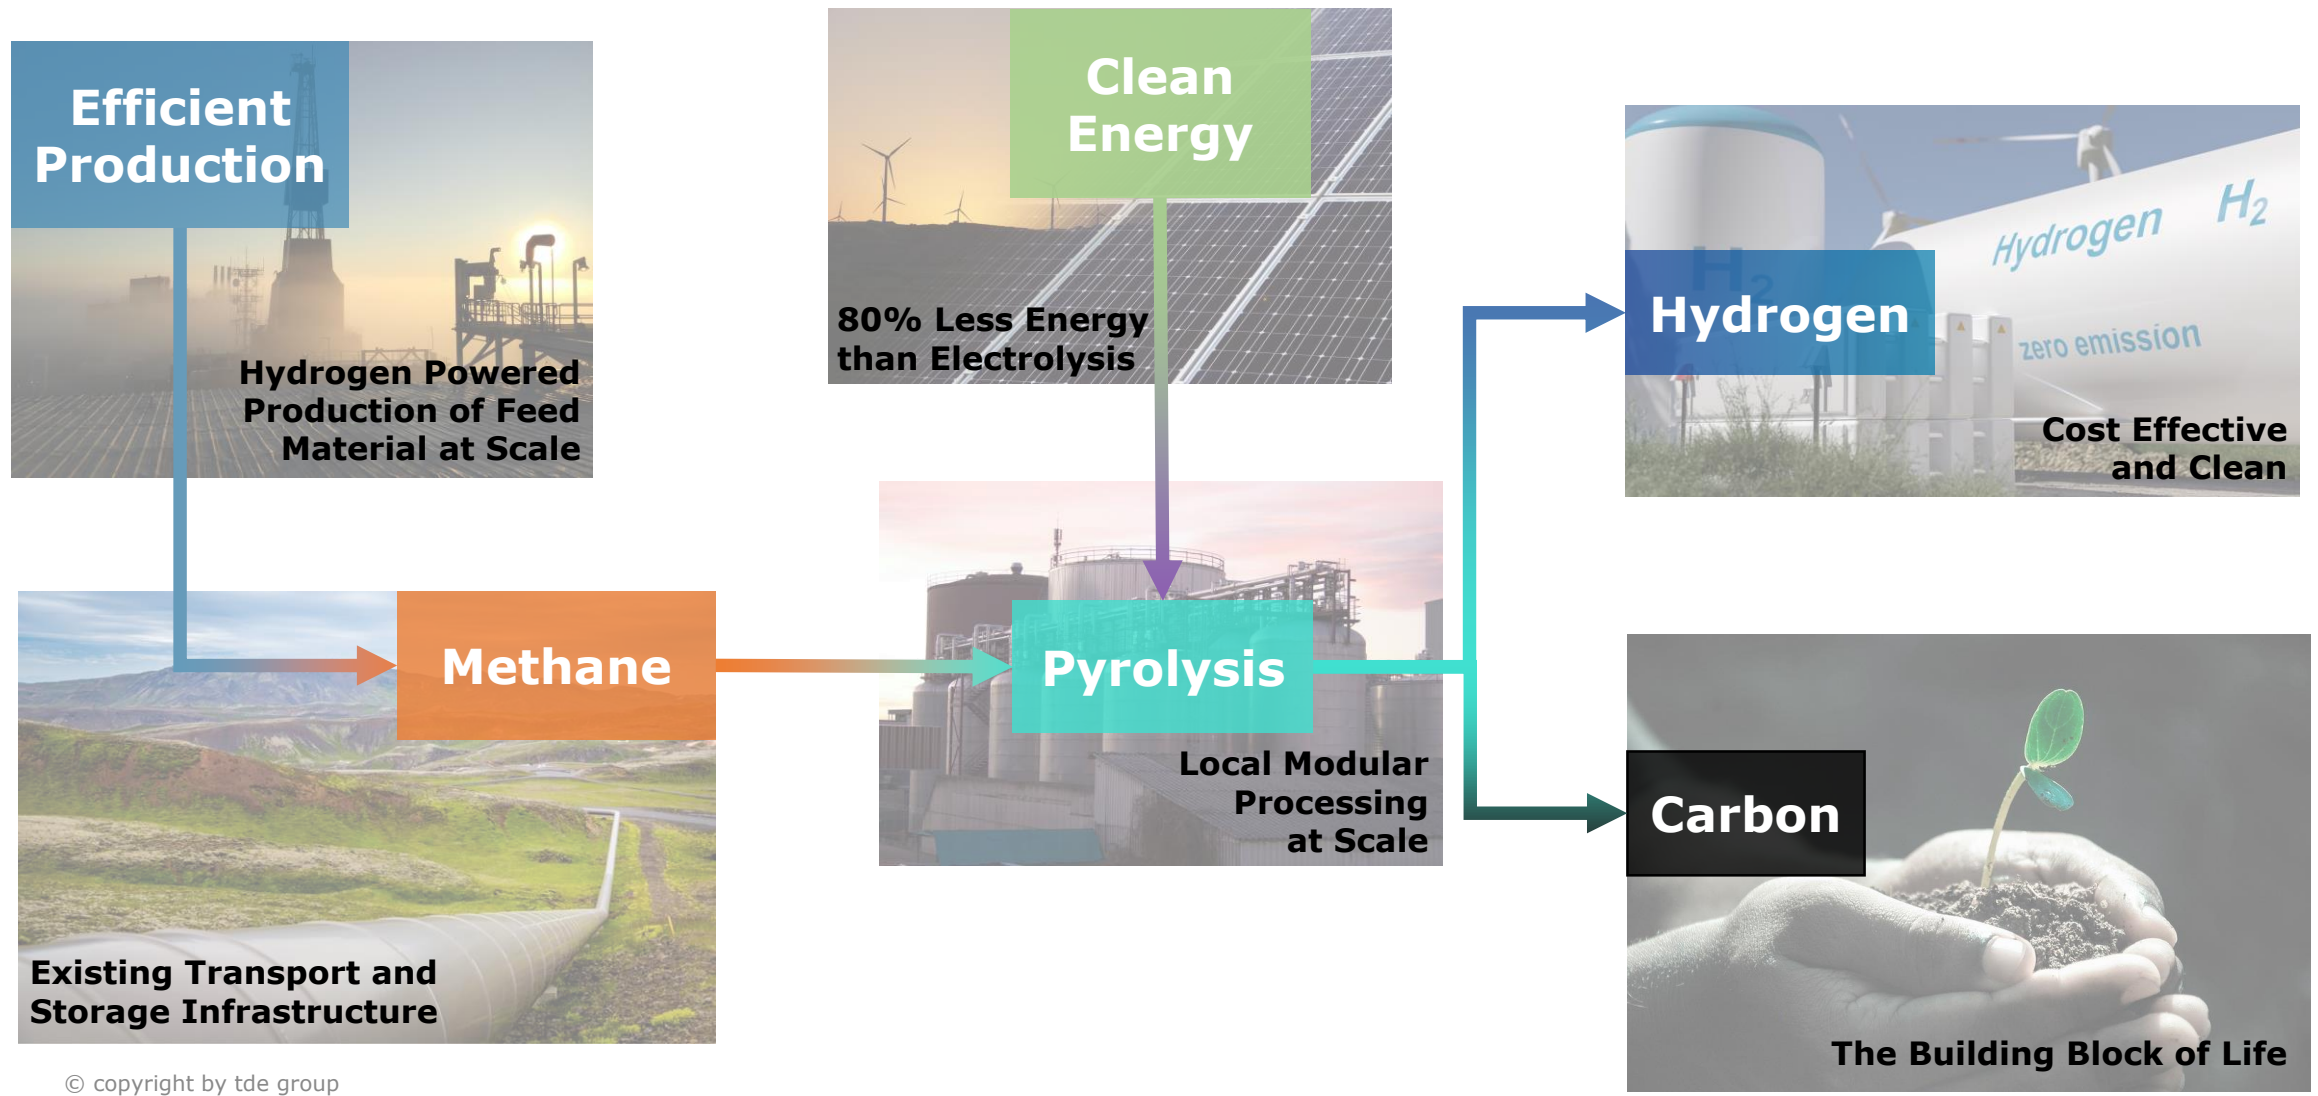 Efficient
Production
Hydrogen Powered
Production of Feed
Material at Scale
Clean
Energy
80% Less Energy
than Electrolysis
H2
Hydrogen H2
zero emission
Hydrogen
Cost Effective
and Clean
Methane
Existing Transport and
Storage Infrastructure
Pyrolysis
Local Modular
Processing
at Scale
Carbon
The Building Block of Life
© copyright by tde group